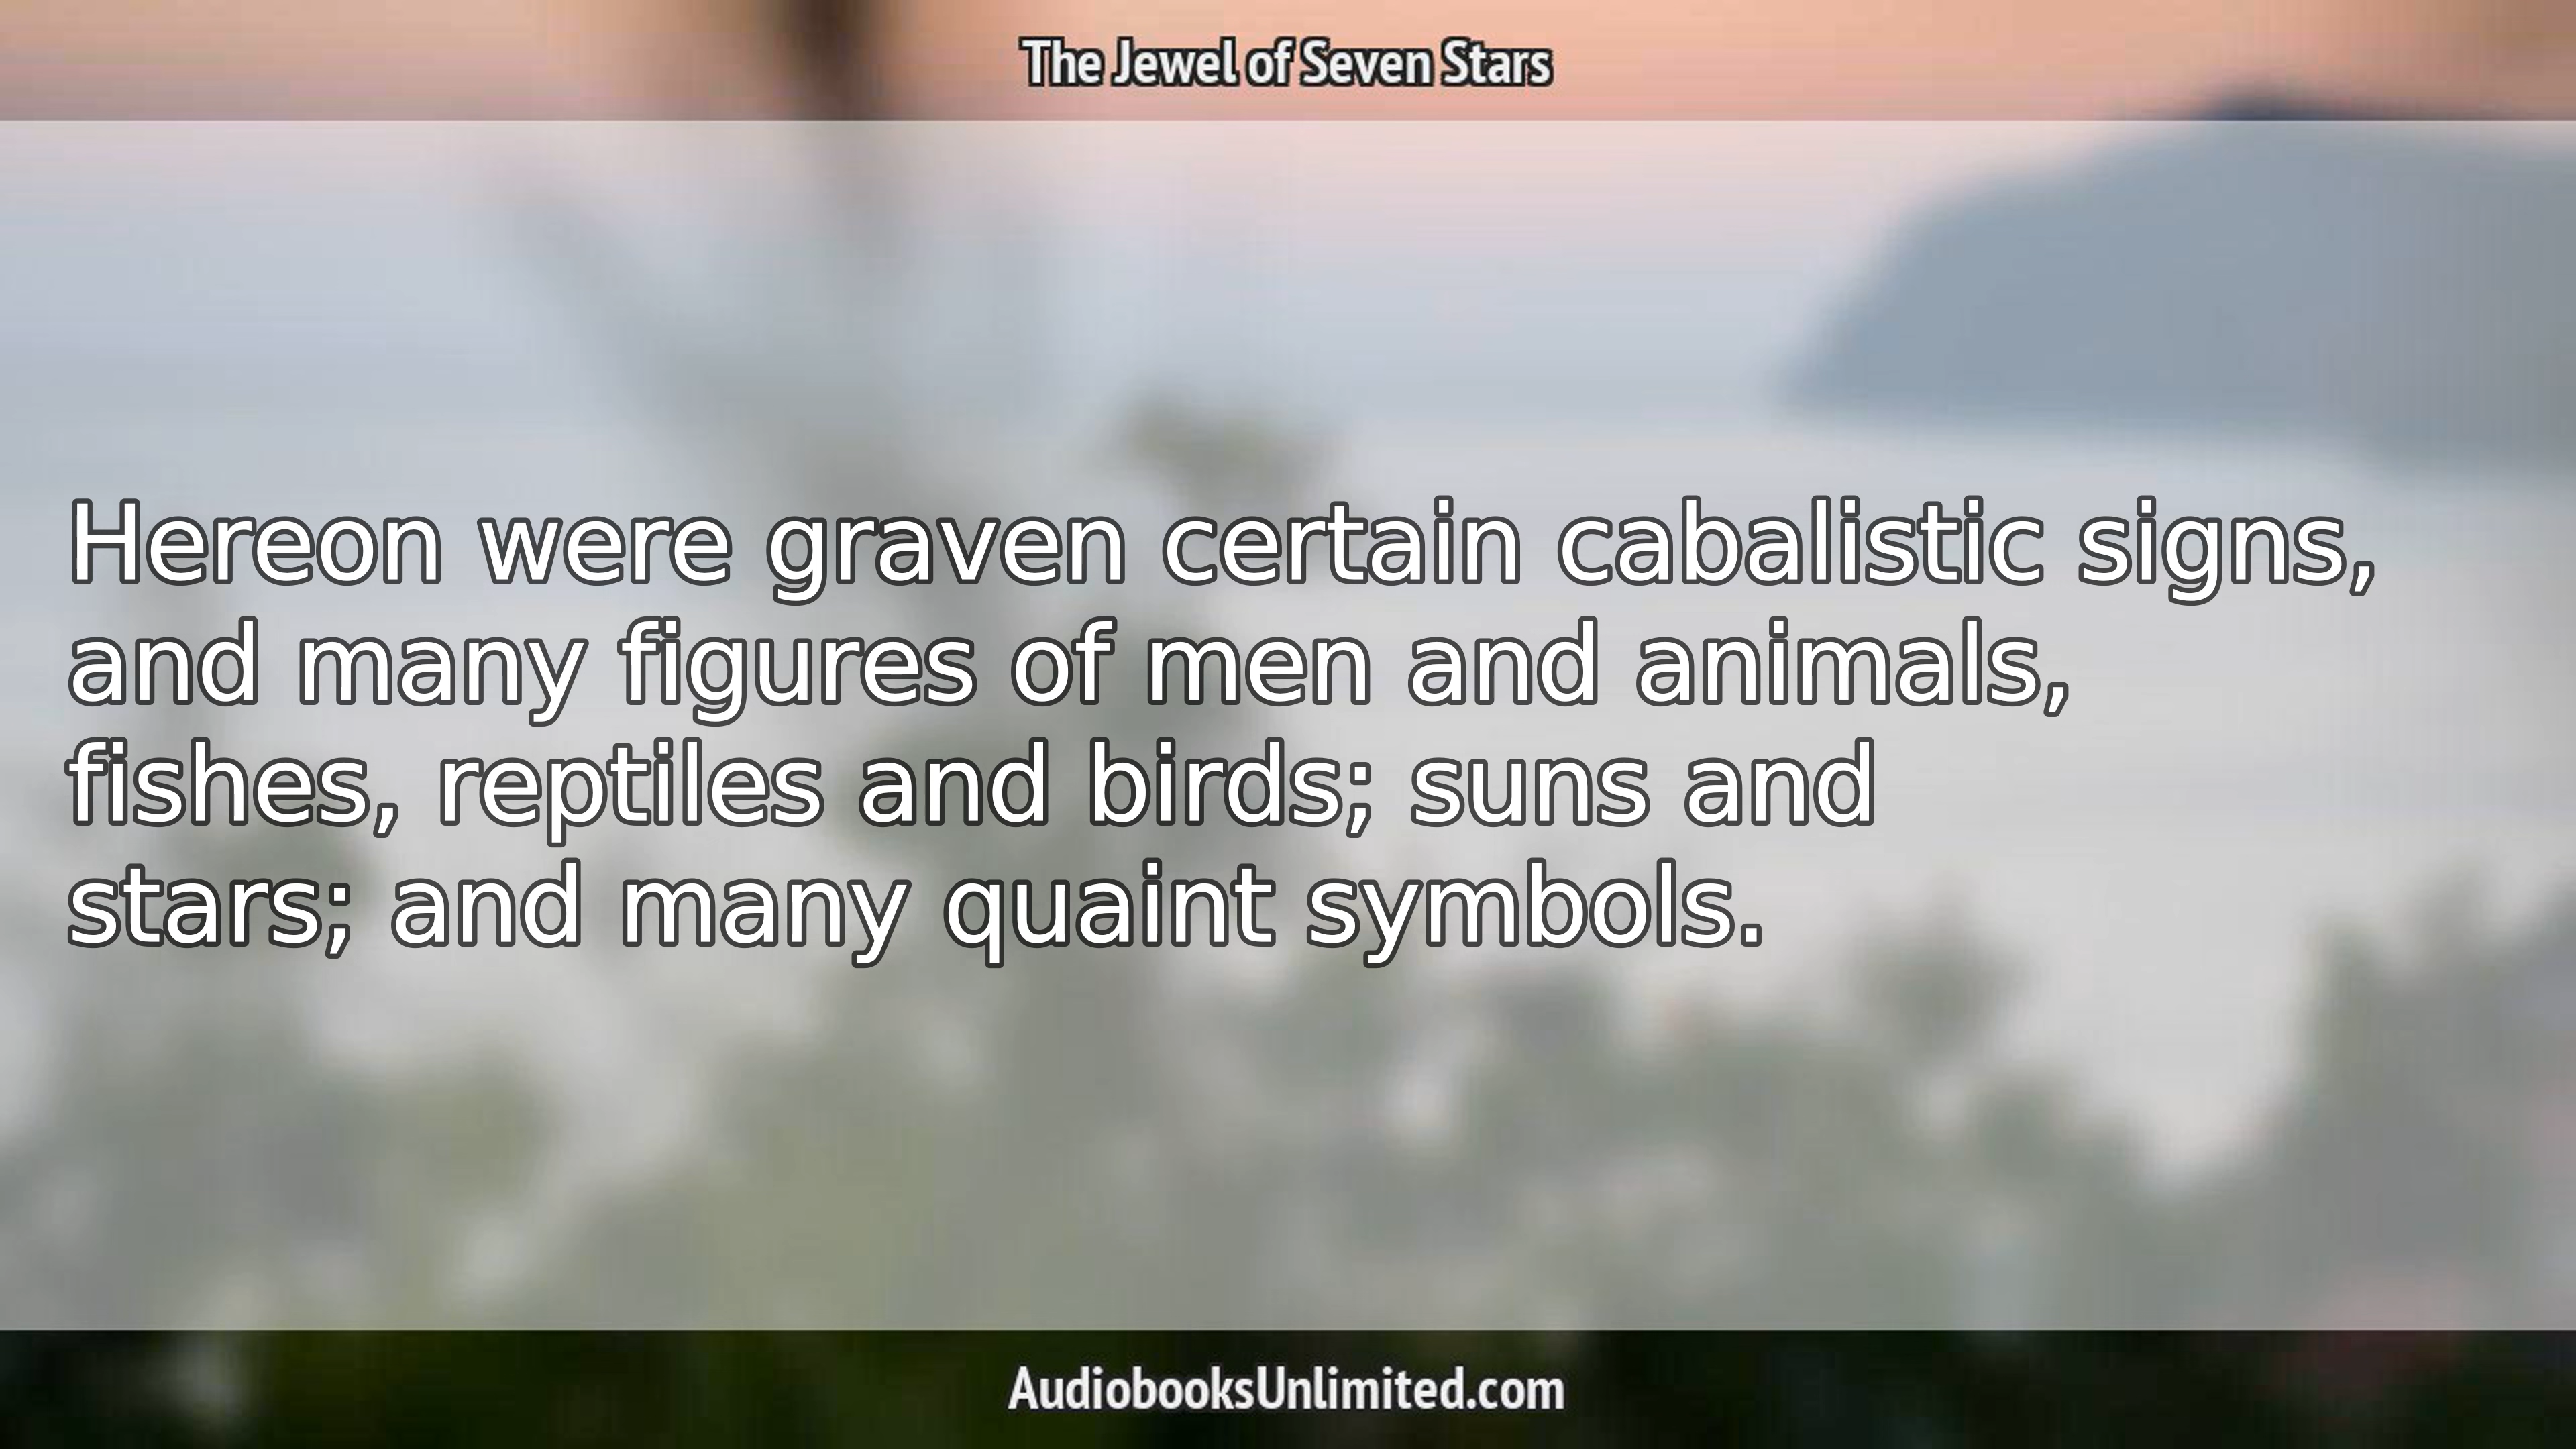 The Jewel of Seven Stars
Hereon were graven certain cabalistic signs,
and many figures of men and animals,
fishes, reptiles and birds; suns and
stars; and many quaint symbols.
AudiobooksUnlimited.com